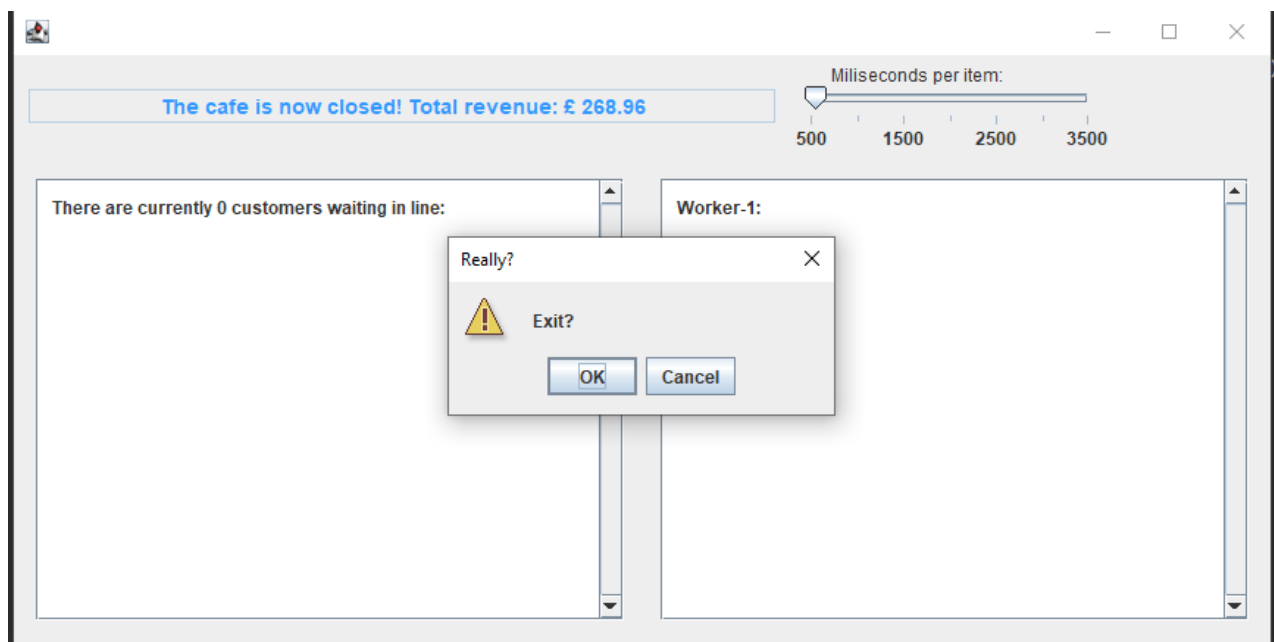 Miliseconds per item:
The cafe is now closed! Total revenue: £ 268.96
500 1500 2500 3500
There are currently 0 customers waiting in line:
Worker-1:
Really?
Exit?
OK Cancel